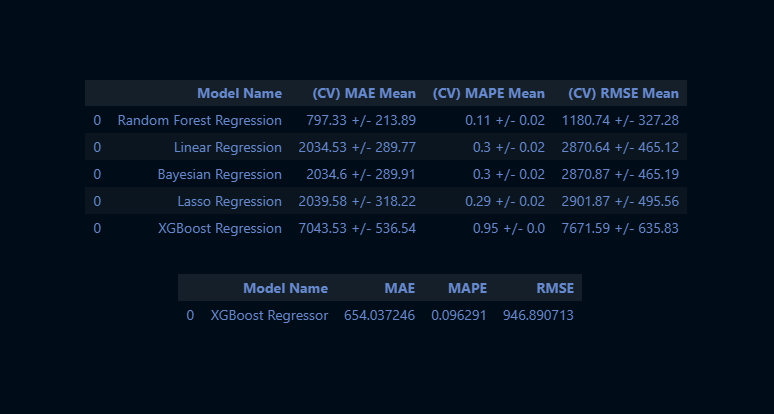 Model Name (CV) MAE Mean (CV) MAPE Mean (CV) RMSE Mean
0 Random Forest Regression 797.33 +/- 213.89 0.11 +/- 0.02 1180.74 +/- 327.28
0 Linear Regression 2034.53 +/- 289.77 0.3 +/- 0.02 2870.64 +/- 465.12
0 Bayesian Regression 2034.6 +/- 289.91 0.3 +/- 0.02 2870.87 +/- 465.19
0 Lasso Regression 2039.58 +/- 318.22 0.29 +/- 0.02 2901.87 +/- 495.56
0 XGBoost Regression 7043.53 +/- 536.54 0.95 +/- 0.0 7671.59 +/- 635.83
Model Name MAE MAPE RMSE
0 XGBoost Regressor 654.037246 0.096291 946.890713